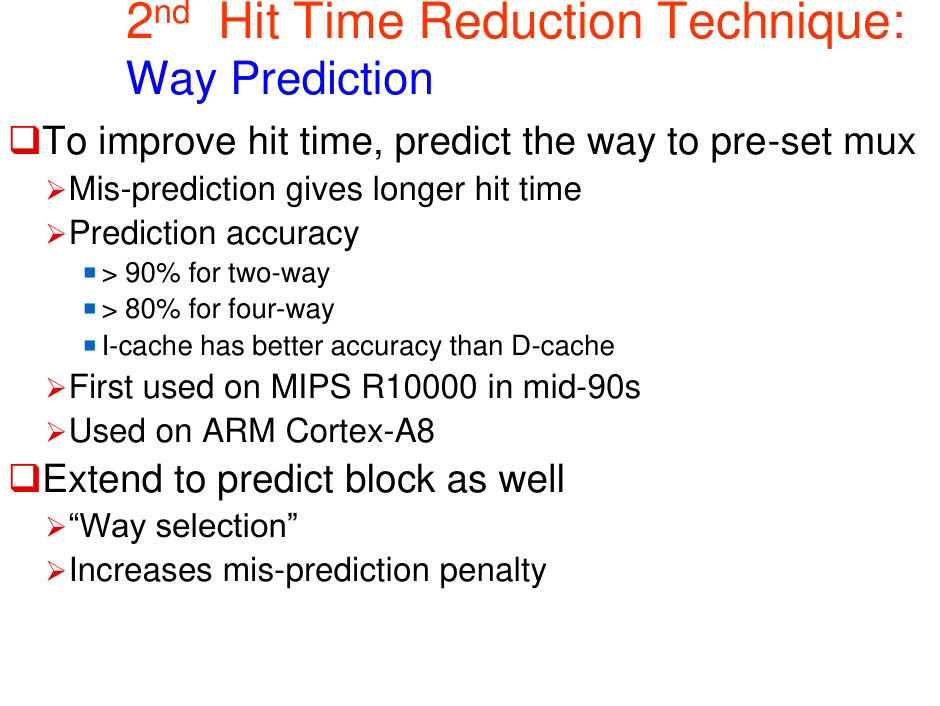 2nd Hit Time Reduction Technique:
Way Prediction
To improve hit time, predict the way to pre-set mux
Mis-prediction gives longer hit time
Prediction accuracy
> 90% for two-way
> 80% for four-way
I-cache has better accuracy than D-cache
First used on MIPS R10000 in mid-90s
Used on ARM Cortex-A8
Extend to predict block as well
“Way selection”
Increases mis-prediction penalty